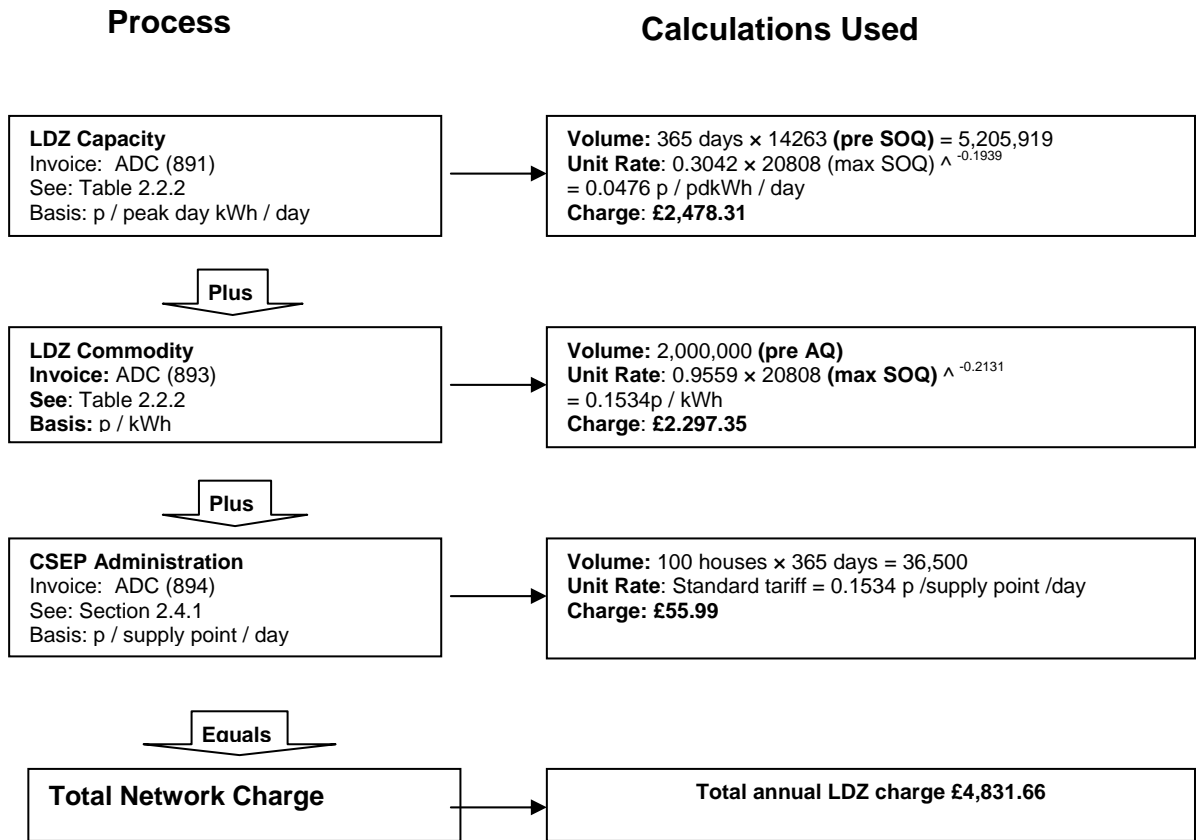 Process
Calculations Used
LDZ Capacity
Invoice: ADC (891)
See: Table 2.2.2
Basis: p / peak day kWh / day
Volume: 365 days × 14263 (pre SOQ) = 5,205,919
Unit Rate: 0.3042 × 20808 (max SOQ) ^ -0.1939
= 0.0476 p / pdkWh / day
Charge: £2,478.31
Plus
LDZ Commodity
Invoice: ADC (893)
See: Table 2.2.2
Basis: p / kWh
Volume: 2,000,000 (pre AQ)
Unit Rate: 0.9559 × 20808 (max SOQ) ^ -0.2131
= 0.1534p / kWh
Charge: £2.297.35
Plus
CSEP Administration
Invoice: ADC (894)
See: Section 2.4.1
Basis: p / supply point / day
Volume: 100 houses × 365 days = 36,500
Unit Rate: Standard tariff = 0.1534 p /supply point /day
Charge: £55.99
Equals
Total Network Charge
Total annual LDZ charge £4,831.66